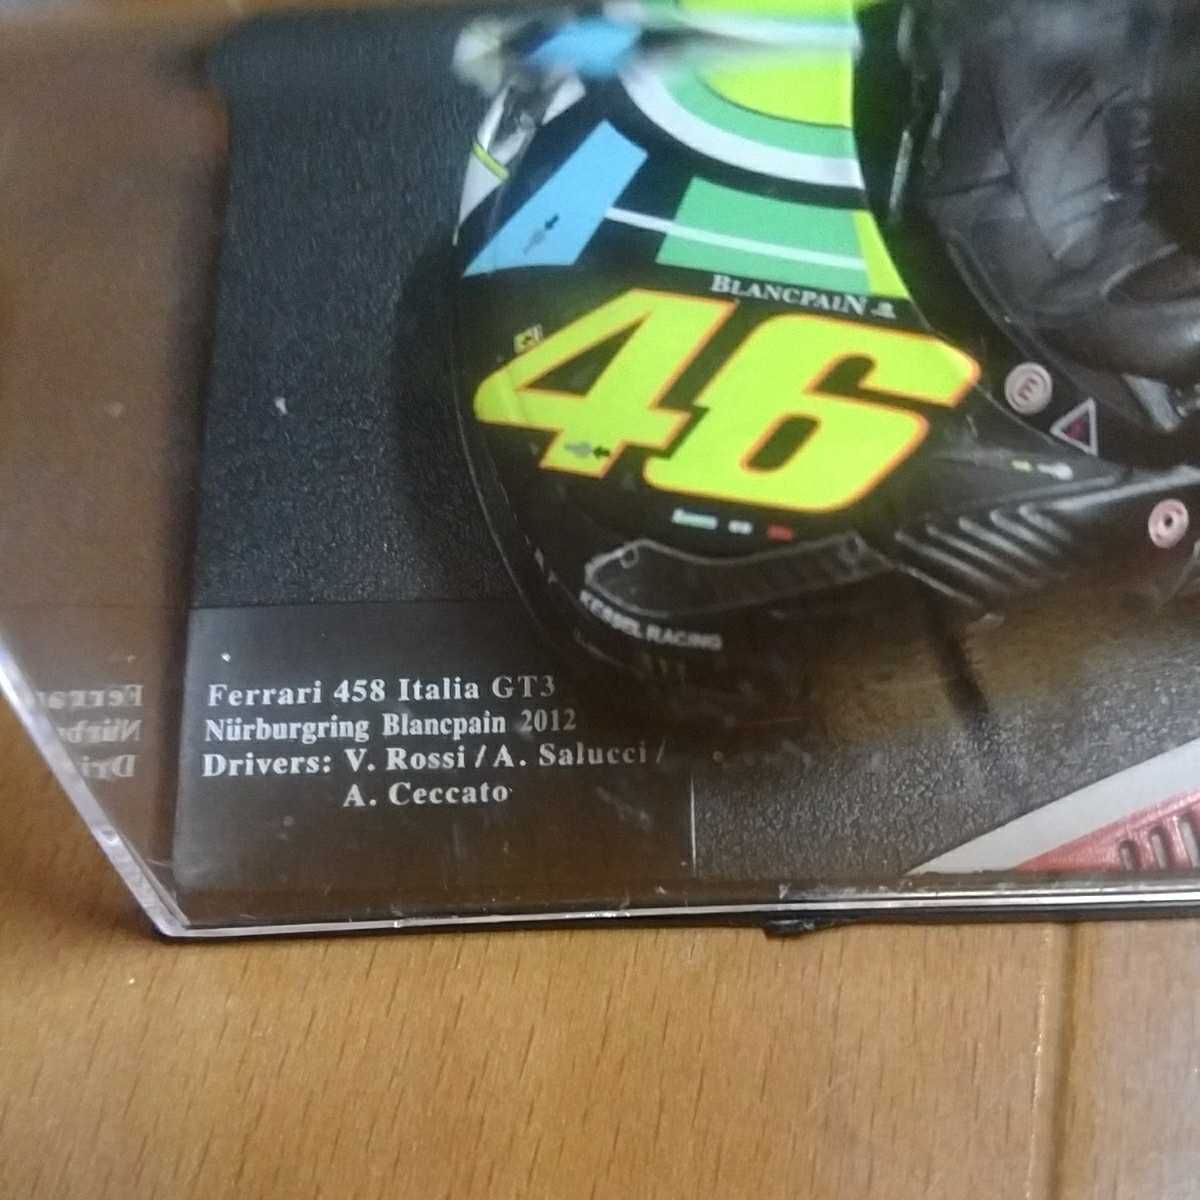 BLANCPAIN
46
E
KESSEL RACING
Ferrari 458 Italia GT3
Nürburgring Blancpain 2012
Drivers: V. Rossi / A. Salucci /
A. Ceccato